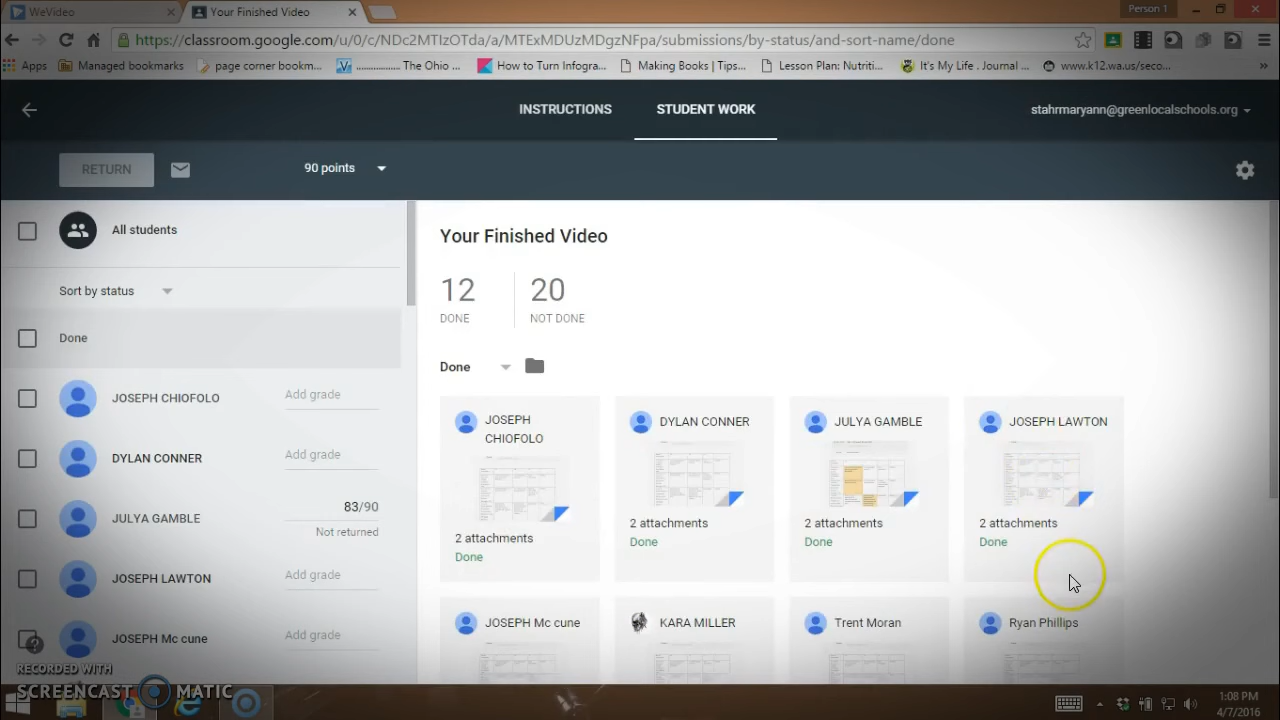 WeVideo
Your Finished Video
Person 1
https://classroom.google.com/u/0/c/NDc2MTIzOTda/a/MTExMDUzMDgzNFpa/submissions/by-status/and-sort-name/done
Apps
Managed bookmarks
page corner bookm...
.................. The Ohio ...
How to Turn Infogra...
Making Books | Tips...
Lesson Plan: Nutriti...
It's My Life . Journal ...
www.k12.wa.us/seco...
INSTRUCTIONS
STUDENT WORK
stahrmaryann@greenlocalschools.org
RETURN
90 points
All students
Sort by status
Done
JOSEPH CHIOFOLO
Add grade
DYLAN CONNER
Add grade
JULYA GAMBLE
83/90
Not returned
JOSEPH LAWTON
Add grade
JOSEPH Mc cune
Add grade
Your Finished Video
12
DONE
20
NOT DONE
Done
JOSEPH
CHIOFOLO
2 attachments
Done
DYLAN CONNER
2 attachments
Done
JULYA GAMBLE
2 attachments
Done
JOSEPH LAWTON
2 attachments
Done
JOSEPH Mc cune
KARA MILLER
Trent Moran
Ryan Phillips
RECORDED WITH
SCREENCAST MATIC
1:08 PM
4/7/2016